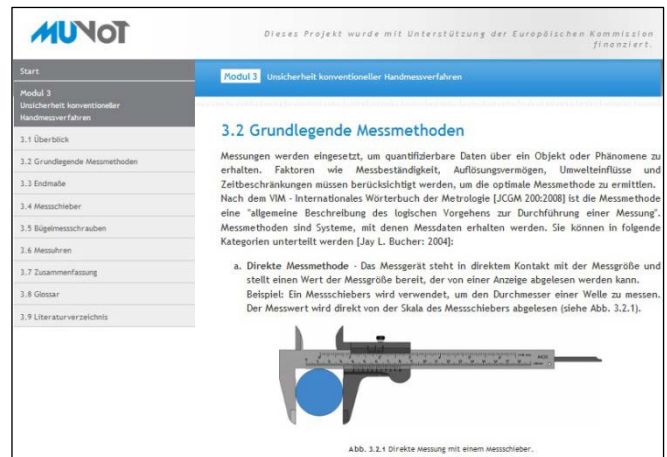 MUNOT
Dieses Projekt wurde mit Unterstützung der Europäischen Kommission
finanziert.
Start
Modul 3
Unsicherheit konventioneller
Handmessverfahren
3.1 Überblick
3.2 Grundlegende Messmethoden
3.3 Endmaße
3.4 Messschieber
3.5 Bügelmessschrauben
3.6 Messuhren
3.7 Zusammenfassung
3.8 Glossar
3.9 Literaturverzeichnis
Modul 3 Unsicherheit konventioneller Handmessverfahren
3.2 Grundlegende Messmethoden
Messungen werden eingesetzt, um quantifizierbare Daten über ein Objekt oder Phänomene zu
erhalten. Faktoren wie Messbeständigkeit, Auflösungsvermögen, Umwelteinflüsse und
Zeitbeschränkungen müssen berücksichtigt werden, um die optimale Messmethode zu ermitteln.
Nach dem VIM - Internationales Wörterbuch der Metrologie [JCGM 200:2008] ist die Messmethode
eine "allgemeine Beschreibung des logischen Vorgehens zur Durchführung einer Messung".
Messmethoden sind Systeme, mit denen Messdaten erhalten werden. Sie können in folgende
Kategorien unterteilt werden [Jay L. Bucher: 2004]:
a. Direkte Messmethode - Das Messgerät steht in direktem Kontakt mit der Messgröße und
stellt einen Wert der Messgröße bereit, der von einer Anzeige abgelesen werden kann.
Beispiel: Ein Messschiebers wird verwendet, um den Durchmesser einer Welle zu messen.
Der Messwert wird direkt von der Skala des Messschiebers abgelesen (siehe Abb. 3.2.1).
Abb. 3.2.1 Direkte Messung mit einem Messschieber.